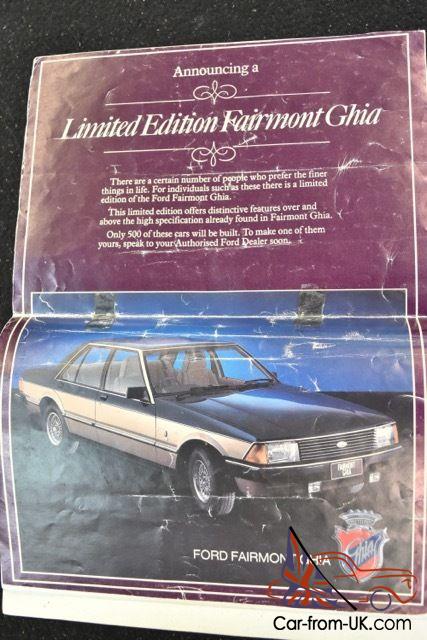 Announcing a
Limited Edition Fairmont Ghia
There are a certain number of people who prefer the finer
things in life. For individuals such as these there is a limited
edition of the Ford Fairmont Ghia.
This limited edition offers distinctive features over and
above the high specification already found in Fairmont Ghia.
Only 500 of these cars will be built. To make one of them
yours, speak to your Authorised Ford Dealer soon.
FAIRMONT
GHIA
FORD FAIRMONT GHIA
Ghia
Car-from-UK.com